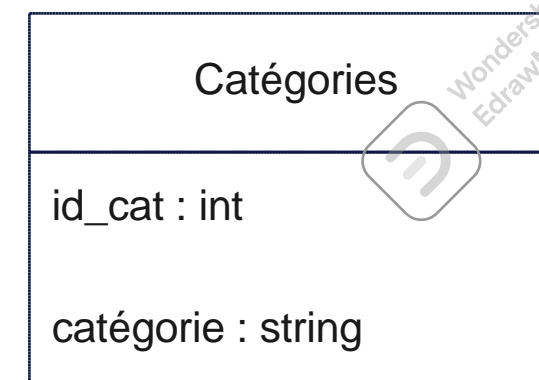 Catégories
id_cat : int
catégorie : string